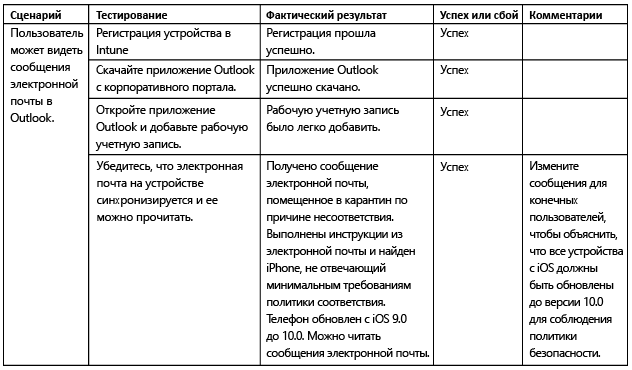 Сценарий
Тестирование
Фактический результат
Успех или сбой
Комментарии
Пользователь
может видеть
сообщения
электронной
почты в
Outlook.
Регистрация устройства в
Intune
Регистрация прошла
успешно.
Успех
Скачайте приложение Outlook
с корпоративного портала.
Приложение Outlook
успешно скачано.
Успех
Откройте приложение
Outlook и добавьте рабочую
учетную запись.
Рабочую учетную запись
было легко добавить.
Успех
Убедитесь, что электронная
почта на устройстве
синхронизируется и ее
можно прочитать.
Получено сообщение
электронной почты,
помещенное в карантин по
причине несоответствия.
Выполнены инструкции из
электронной почты и найден
iPhone, не отвечающий
минимальным требованиям
политики соответствия.
Телефон обновлен с iOS 9.0
до 10.0. Можно читать
сообщения электронной почты.
Успех
Измените
сообщения для
конечных
пользователей,
чтобы объяснить,
что все устройства
с iOS должны
быть обновлены
до версии 10.0
для соблюдения
политики
безопасности.